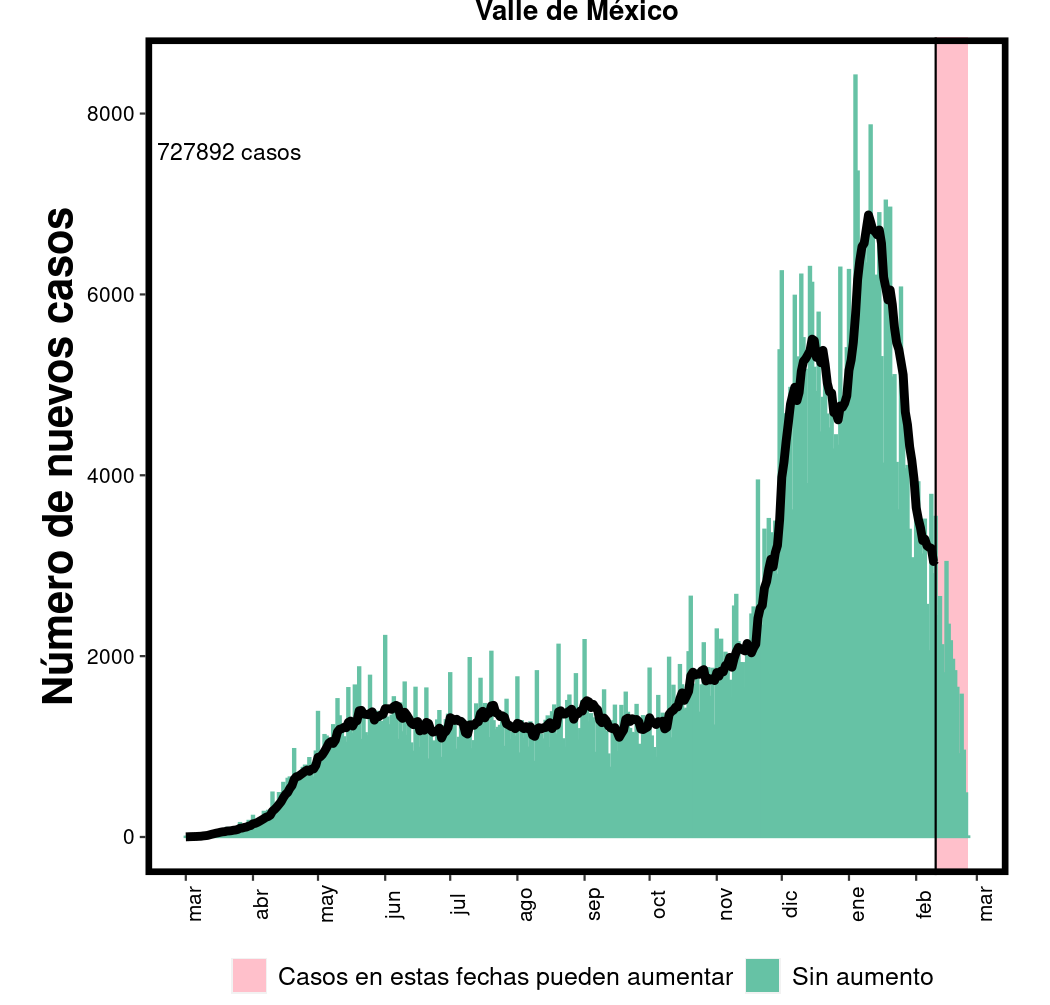 Valle de México
Número de nuevos casos
8000
6000
4000
2000
0
727892 casos
mar
abr
may
jun
jul
ago
sep
oct
nov
dic
ene
feb
mar
Casos en estas fechas pueden aumentar
Sin aumento